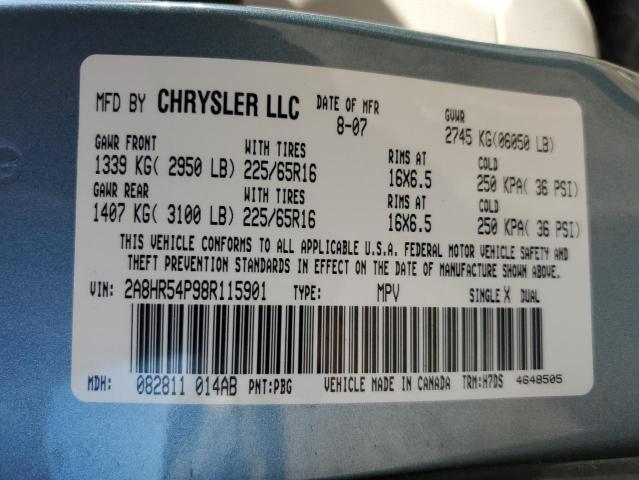 MFD BY CHRYSLER LLC DATE OF MFR 8-07 GVWR 2745 KG(06050 LB)
GAWR FRONT WITH TIRES RIMS AT COLD
1339 KG( 2950 LB) 225/65R16 16X6.5 250 KPA( 36 PSI)
GAWR REAR WITH TIRES RIMS AT COLD
1407 KG( 3100 LB) 225/65R16 16X6.5 250 KPA( 36 PSI)
THIS VEHICLE CONFORMS TO ALL APPLICABLE U.S.A. FEDERAL MOTOR VEHICLE SAFETY AND
THEFT PREVENTION STANDARDS IN EFFECT ON THE DATE OF MANUFACTURE SHOWN ABOVE.
VIN: 2A8HR54P98R115901 TYPE: MPV SINGLE X DUAL
MDH: 082811 014AB PNT:PBG VEHICLE MADE IN CANADA TRM:H7DS 4648505